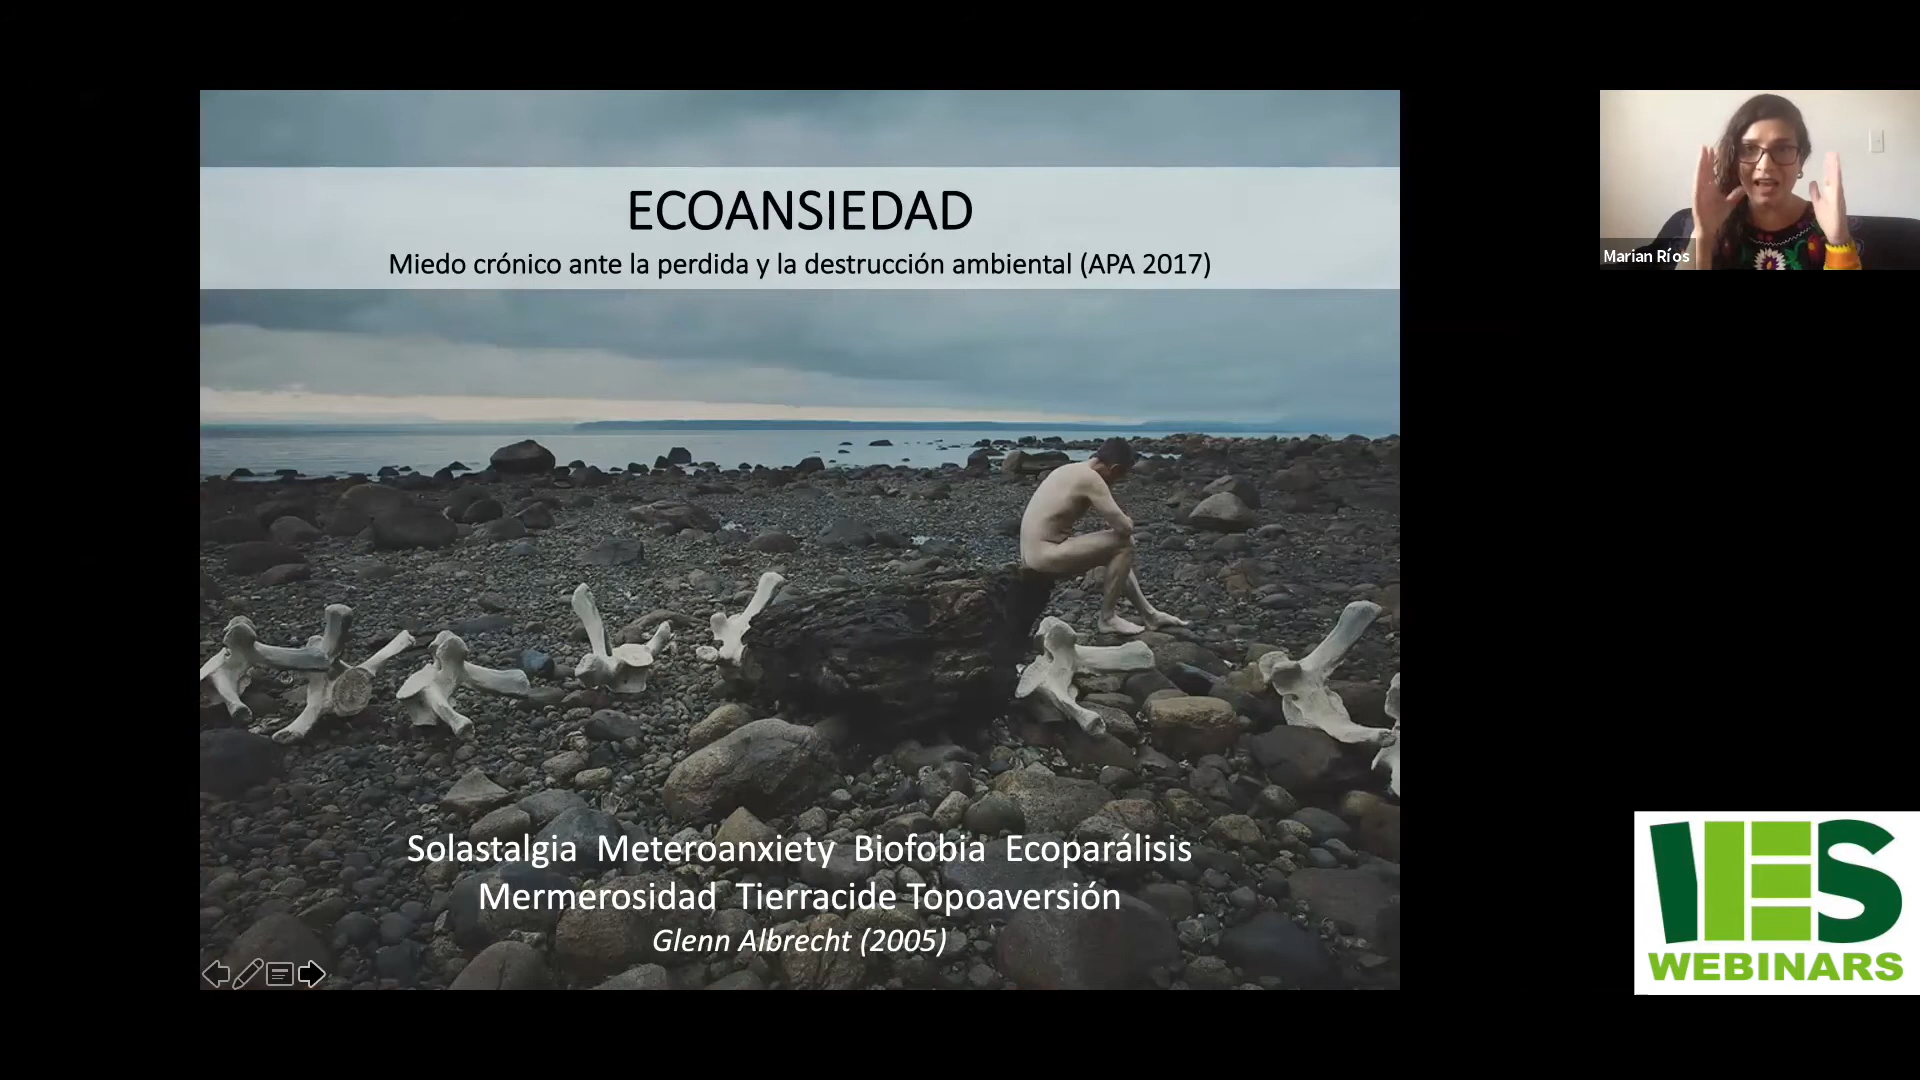 ECOANSIEDAD
Miedo crónico ante la perdida y la destrucción ambiental (APA 2017)
Marian Ríos
Solastalgia Meteroanxiety Biofobia Ecoparálisis
Mermerosidad Tierracide Topoaversión
Glenn Albrecht (2005)
IES
WEBINARS